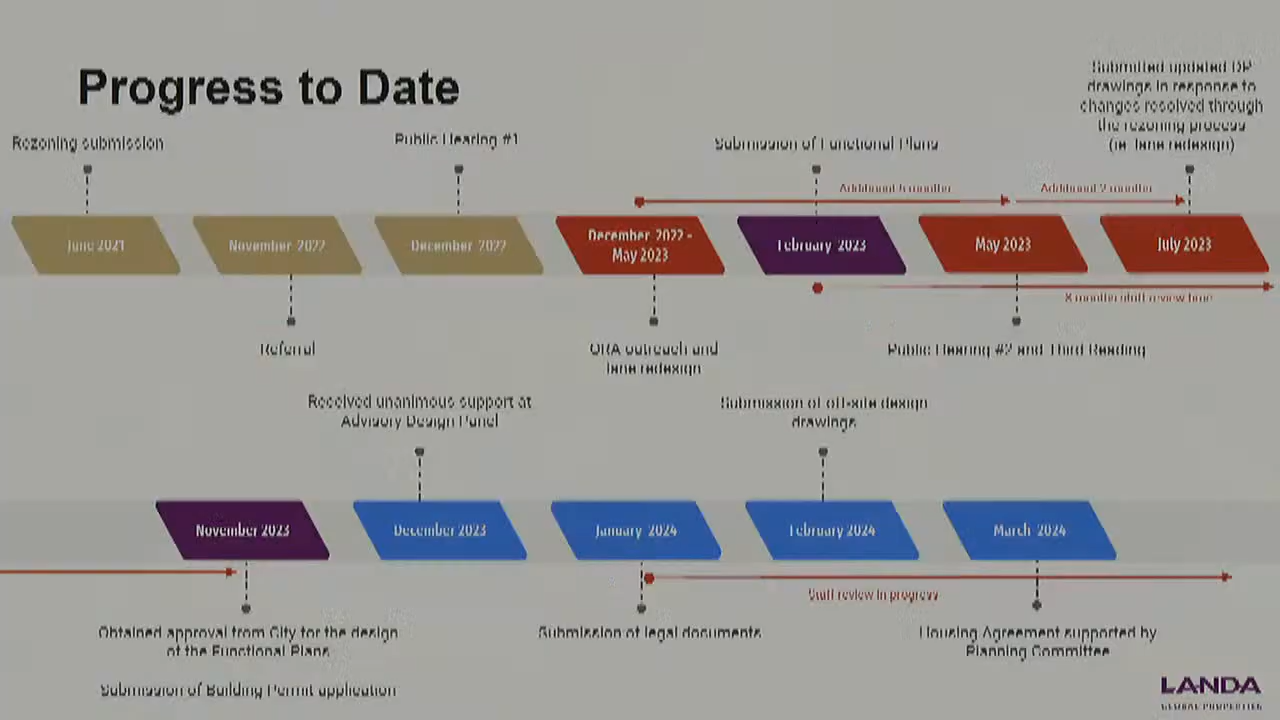 Progress to Date
Rezoning submission
Public Hearing #1
Submission of Functional Plans
Submitted updated DP
drawings in response to
changes resolved through
the rezoning process
(ie lane redesign)
Additional 5 months
Additional 2 months
June 2021
November 2022
December 2022
December 2022 -
May 2023
February 2023
May 2023
July 2023
8 months staff review time
Referral
ORA outreach and
lane redesign
Public Hearing #2 and Third Reading
Received unanimous support at
Advisory Design Panel
Submission of off-site design
drawings
November 2023
December 2023
January 2024
February 2024
March 2024
Staff review in progress
Obtained approval from City for the design
of the Functional Plans
Submission of Building Permit application
Submission of legal documents
Housing Agreement supported by
Planning Committee
LANDA
GLOBAL PROPERTIES